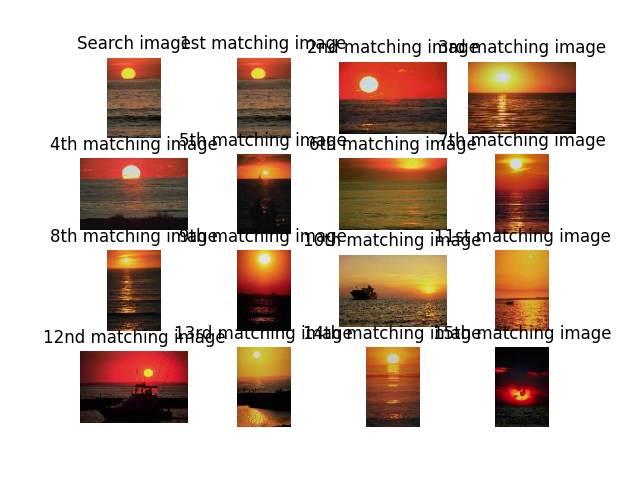 Search image
1st matching image
2nd matching image
3rd matching image
4th matching image
5th matching image
6th matching image
7th matching image
8th matching image
9th matching image
10th matching image
11st matching image
12nd matching image
13rd matching image
14th matching image
15th matching image